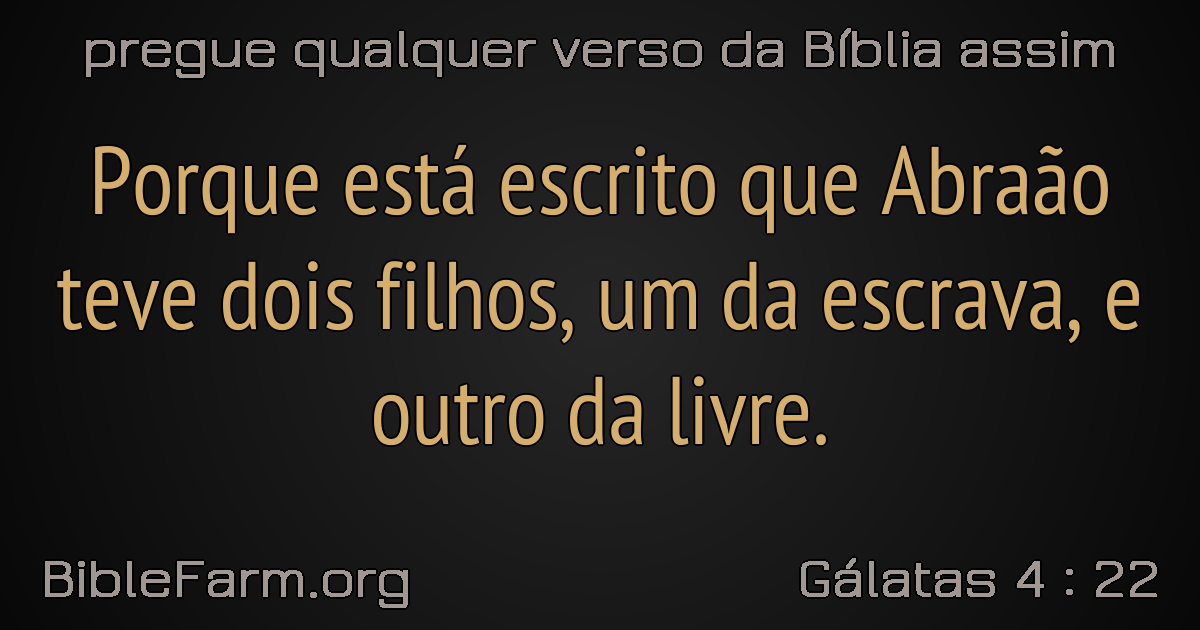 pregue qualquer verso da Bíblia assim
Porque está escrito que Abraão
teve dois filhos, um da escrava, e
outro da livre.
BibleFarm.org
Gálatas 4 : 22